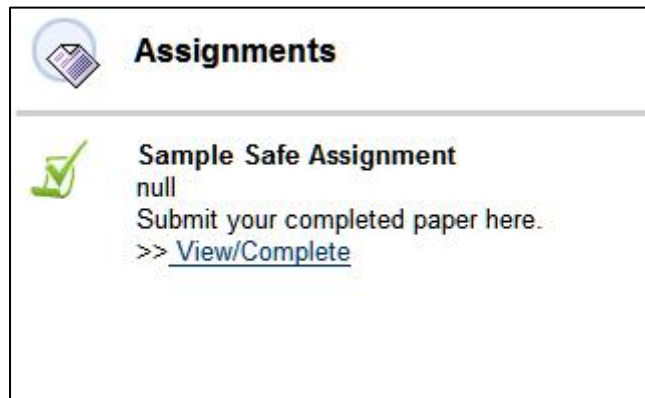 Assignments
Sample Safe Assignment
null
Submit your completed paper here.
>> View/Complete